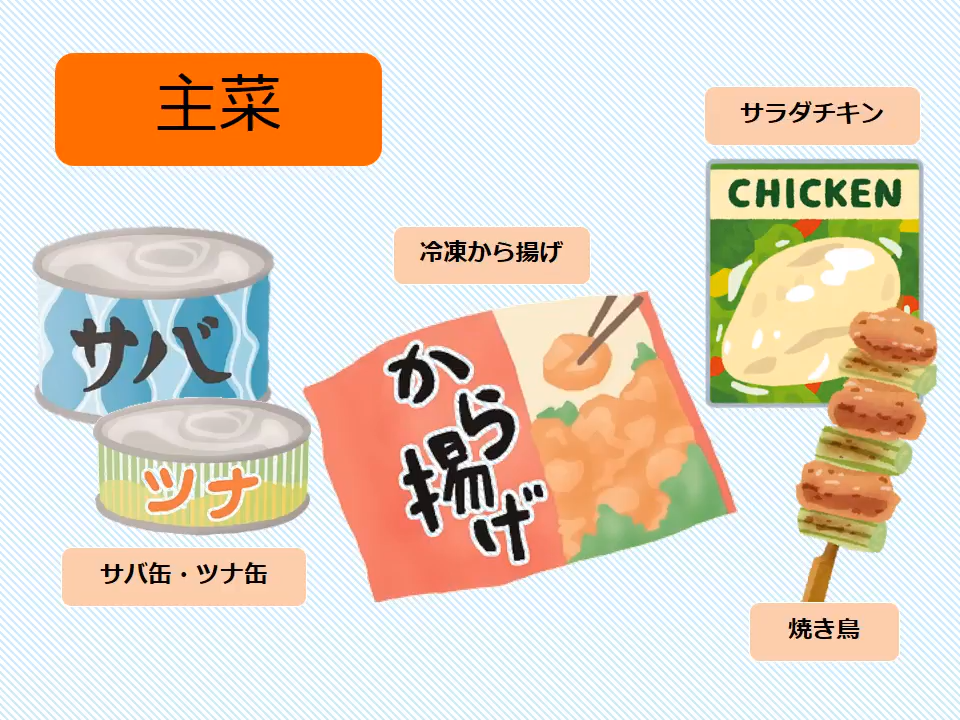 主菜
サラダチキン
CHICKEN
冷凍から揚げ
サバ
から揚げ
ツナ
サバ缶・ツナ缶
焼き鳥